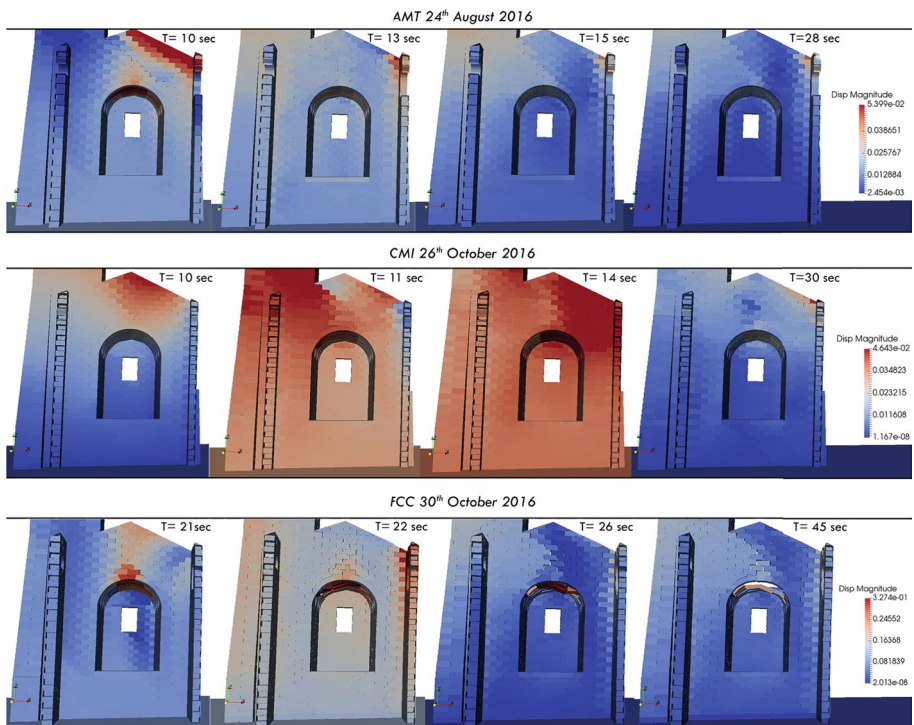 AMT 24th August 2016
T= 10 sec
T= 13 sec
T=15 sec
T=28 sec
Disp Magnitude
5.399e-02
0.038651
0.025767
0.012884
2.454e-03
CMI 26th October 2016
T= 10 sec
T= 11 sec
T= 14 sec
T=30 sec
Disp Magnitude
4.643e-02
0.034823
0.023215
0.011608
1.167e-08
FCC 30th October 2016
T= 21sec
T= 22 sec
T= 26 sec
T= 45 sec
Disp Magnitude
3.274e-01
0.24552
0.16368
0.081839
2.013e-08